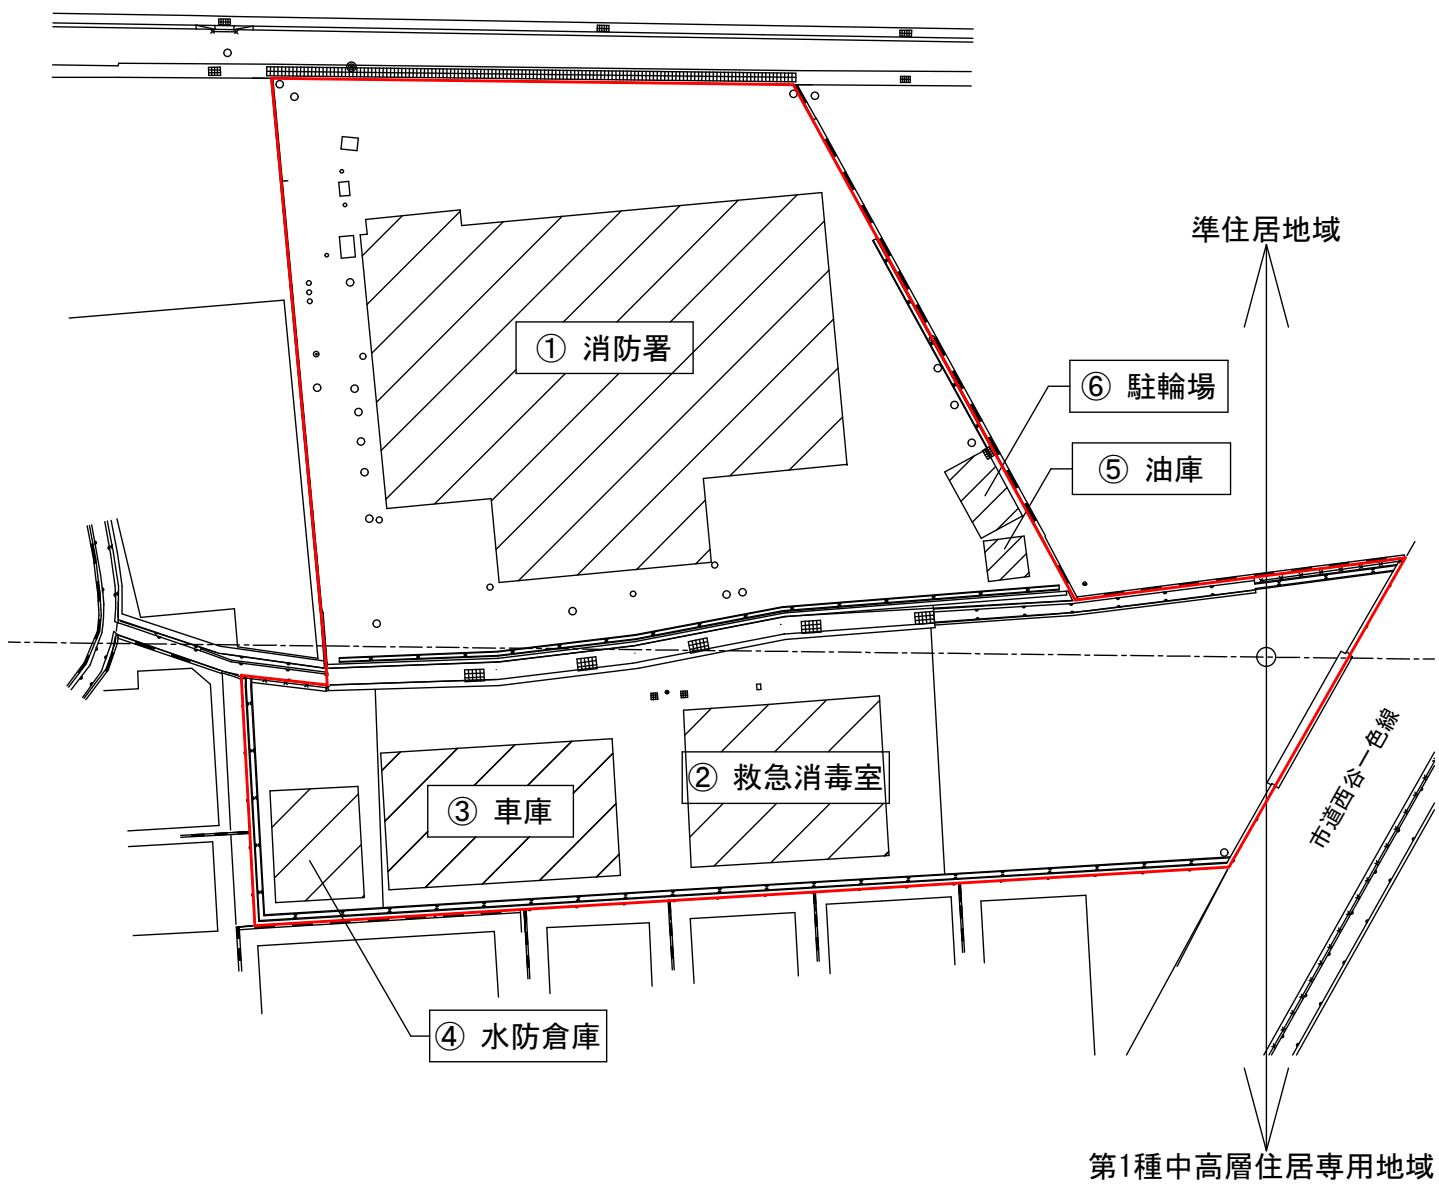 準住居地域
① 消防署
⑥ 駐輪場
⑤ 油庫
市道西谷一色線
② 救急消毒室
③ 車庫
④ 水防倉庫
第1種中高層住居専用地域